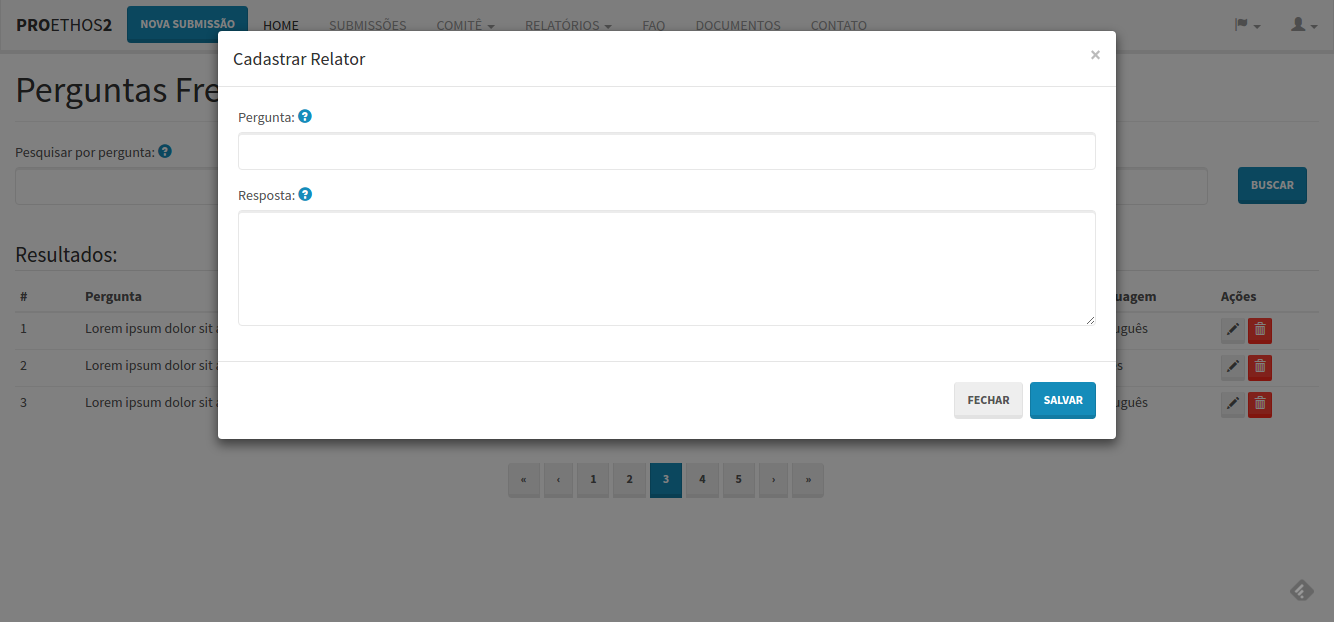 PROETHOS2 NOVA SUBMISSÃO HOME SUBMISSÕES COMITÊ RELATÓRIOS FAQ DOCUMENTOS CONTATO
Cadastrar Relator ×
Perguntas Fre
Pergunta:
Pesquisar por pergunta:
BUSCAR
Resposta:
Resultados:
# Pergunta uagem Ações
1 Lorem ipsum dolor sit uguês
2 Lorem ipsum dolor sit s
3 Lorem ipsum dolor sit uguês
FECHAR SALVAR
« ‹ 1 2 3 4 5 › »